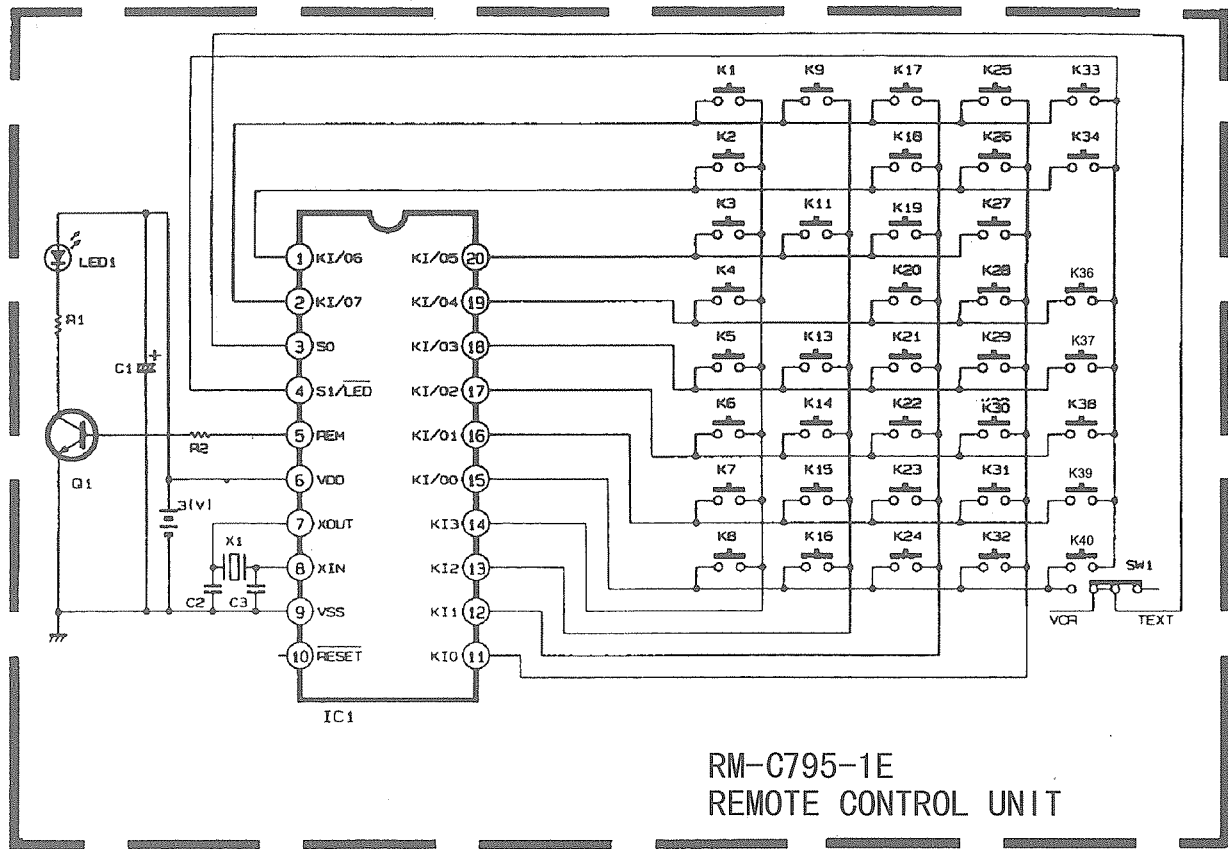 K1 K9 K17 K25 K33
K2 K18 K26 K34
K3 K11 K19 K27
K4 K20 K28 K36
K5 K13 K21 K29 K37
K6 K14 K22 K30 K38
K7 K15 K23 K31 K39
K8 K16 K24 K32 K40
SW1
VCR TEXT
LED1
R1
C1 +
Q1
R2
3(V)
X1
C2 C3
1 KI/06 KI/05 20
2 KI/07 KI/04 19
3 SO KI/03 18
4 S1/LED KI/02 17
5 REM KI/01 16
6 VDD KI/00 15
7 XOUT KI3 14
8 XIN KI2 13
9 VSS KI1 12
10 RESET KI0 11
IC1
RM-C795-1E
REMOTE CONTROL UNIT